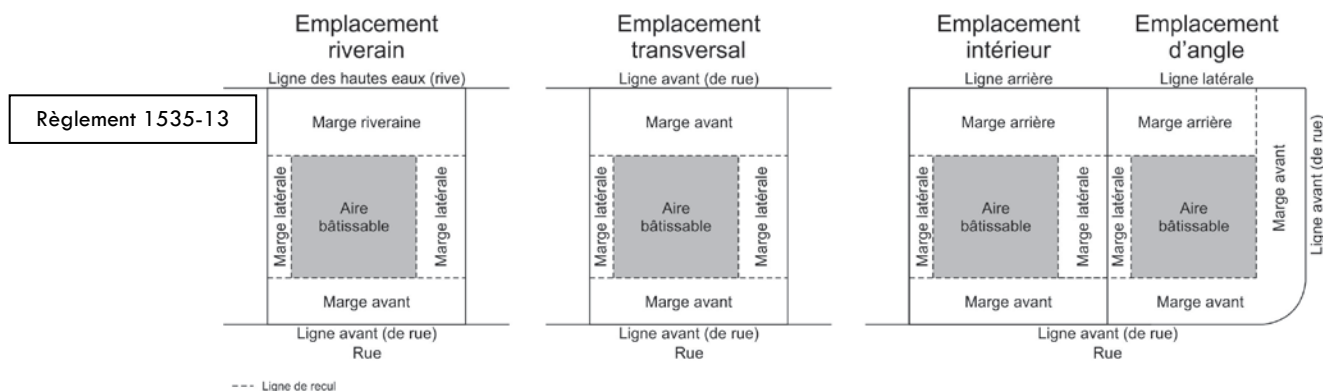 Emplacement
riverain
Ligne des hautes eaux (rive)
Règlement 1535-13
Marge riveraine
Marge latérale
Aire
bâtissable
Marge latérale
Marge avant
Ligne avant (de rue)
Rue
--- Ligne de recul
Emplacement
transversal
Ligne avant (de rue)
Marge avant
Marge latérale
Aire
bâtissable
Marge latérale
Marge avant
Ligne avant (de rue)
Rue
Emplacement
intérieur
Ligne arrière
Marge arrière
Marge latérale
Aire
bâtissable
Marge latérale
Marge avant
Emplacement
d'angle
Ligne latérale
Marge arrière
Marge latérale
Aire
bâtissable
Marge avant
Ligne avant (de rue)
Marge avant
Ligne avant (de rue)
Rue